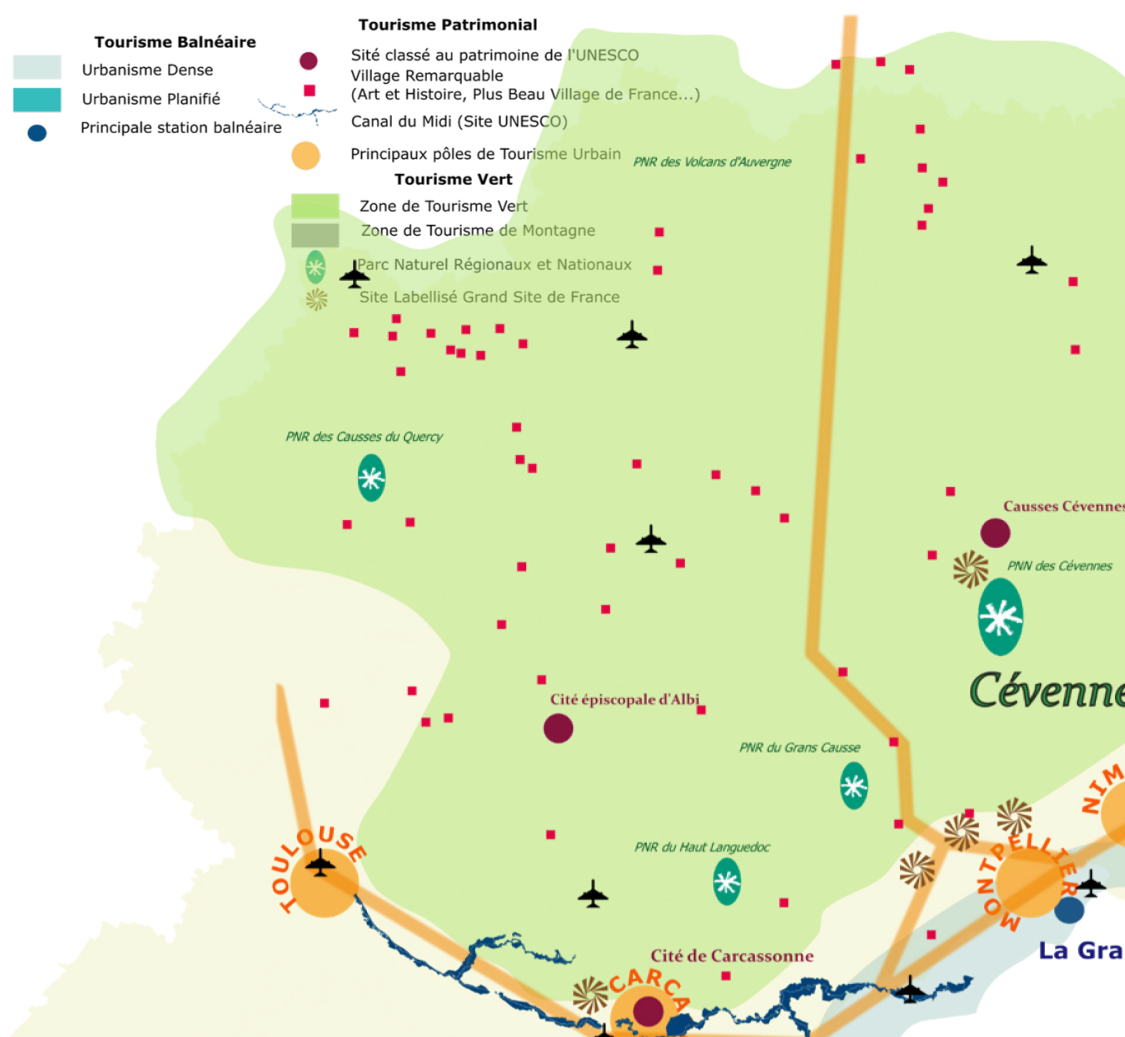 Tourisme Balnéaire
Urbanisme Dense
Urbanisme Planifié
Principale station balnéaire
Tourisme Patrimonial
Sité classé au patrimoine de l'UNESCO
Village Remarquable
(Art et Histoire, Plus Beau Village de France...)
Canal du Midi (Site UNESCO)
Principaux pôles de Tourisme Urbain
Tourisme Vert
Zone de Tourisme Vert
Zone de Tourisme de Montagne
Parc Naturel Régionaux et Nationaux
Site Labellisé Grand Site de France
PNR des Volcans d'Auvergne
PNR des Causses du Quercy
Causses Cévennes
PNN des Cévennes
Cévenne
Cité épiscopale d'Albi
PNR du Grans Causse
NIM
TOULOUSE
PNR du Haut Languedoc
MONTPELLIER
La Gra
Cité de Carcassonne
CARCA